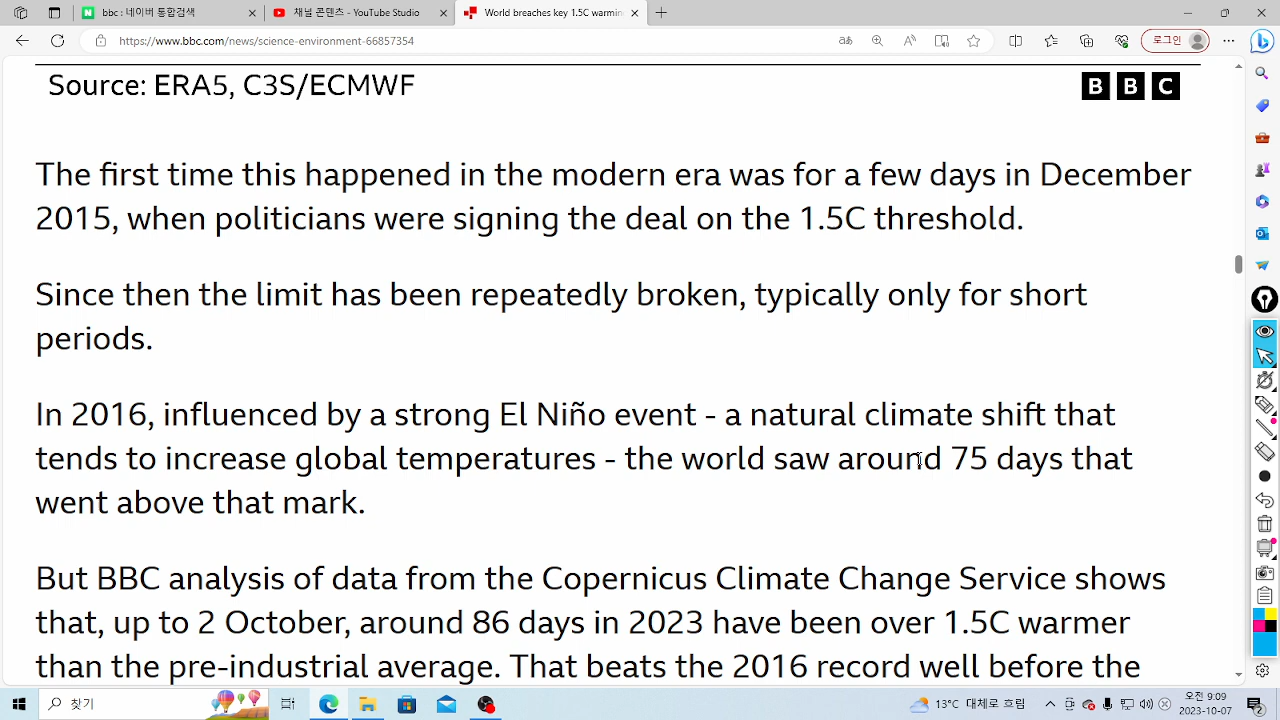 bbc : 네이버 통합검색
채널 콘텐츠 - YouTube Studio
World breaches key 1.5C warmin
https://www.bbc.com/news/science-environment-66857354
로그인
Source: ERA5, C3S/ECMWF
BBC
The first time this happened in the modern era was for a few days in December
2015, when politicians were signing the deal on the 1.5C threshold.
Since then the limit has been repeatedly broken, typically only for short
periods.
In 2016, influenced by a strong El Niño event - a natural climate shift that
tends to increase global temperatures - the world saw around 75 days that
went above that mark.
But BBC analysis of data from the Copernicus Climate Change Service shows
that, up to 2 October, around 86 days in 2023 have been over 1.5C warmer
than the pre-industrial average. That beats the 2016 record well before the
찾기
13°C 대체로 흐림
오전 9:09
2023-10-07
2